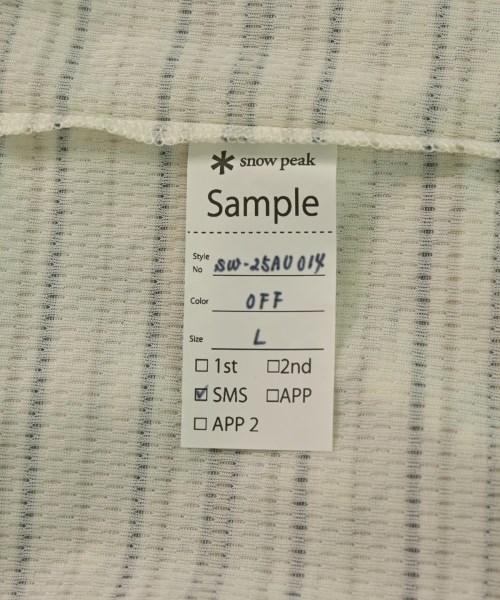 snow peak
Sample
Style No SW-25AU014
Color OFF
Size L
☐ 1st ☐ 2nd
☑ SMS ☐ APP
☐ APP 2